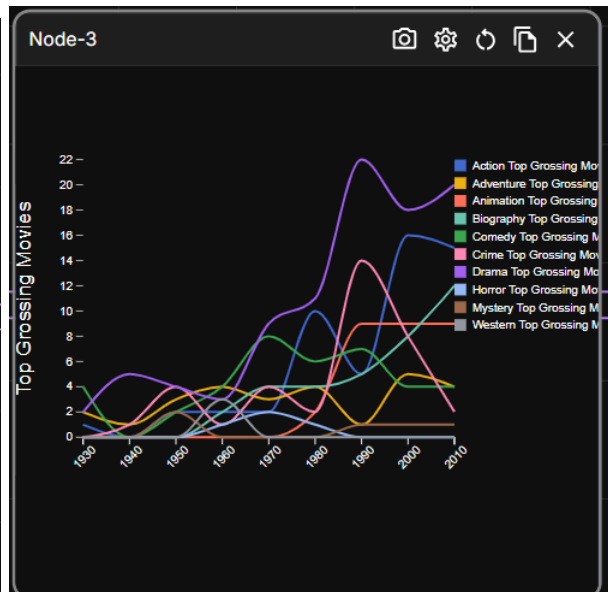 Node-3
Top Grossing Movies
22
20
18
16
14
12
10
8
6
4
2
0
1930
1940
1950
1960
1970
1980
1990
2000
2010
Action Top Grossing Mo
Adventure Top Grossing
Animation Top Grossing
Biography Top Grossing
Comedy Top Grossing M
Crime Top Grossing Mov
Drama Top Grossing Mo
Horror Top Grossing Mo
Mystery Top Grossing M
Western Top Grossing M